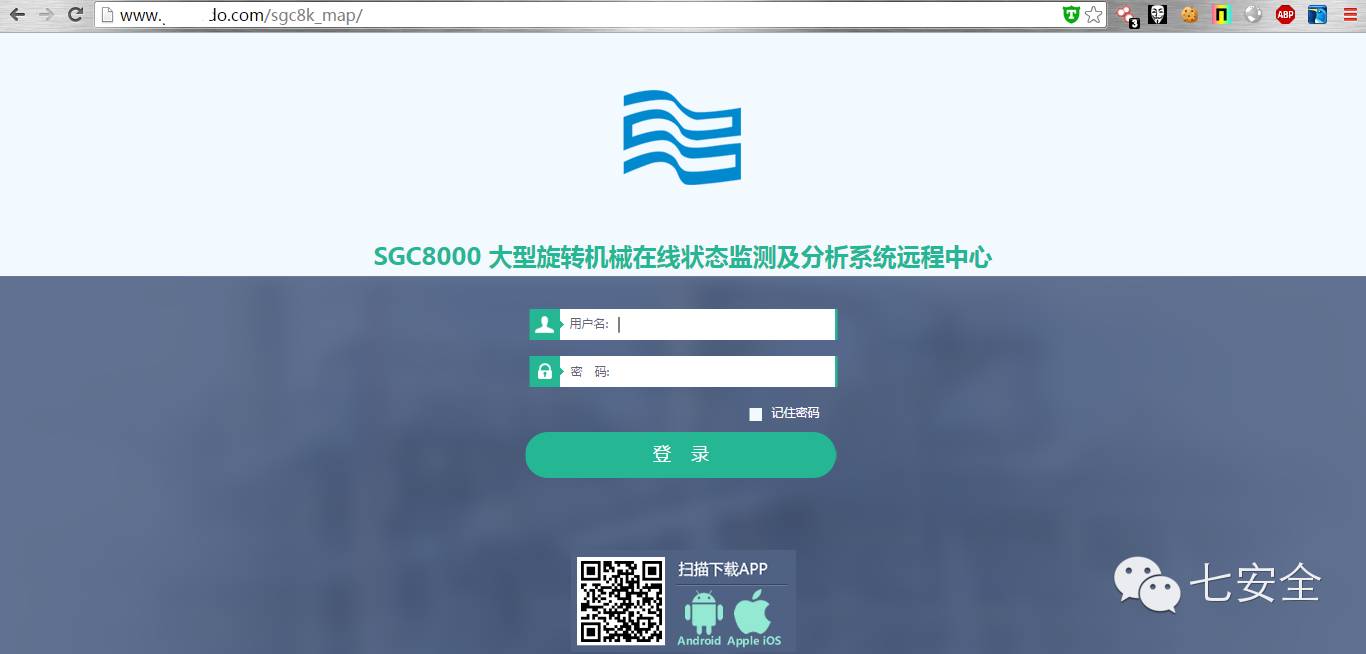 www. do.com/sgc8k_map/
3
ABP
SGC8000 大型旋转机械在线状态监测及分析系统远程中心
用户名:
密 码:
记住密码
登 录
扫描下载APP
Android Apple iOS
七安全